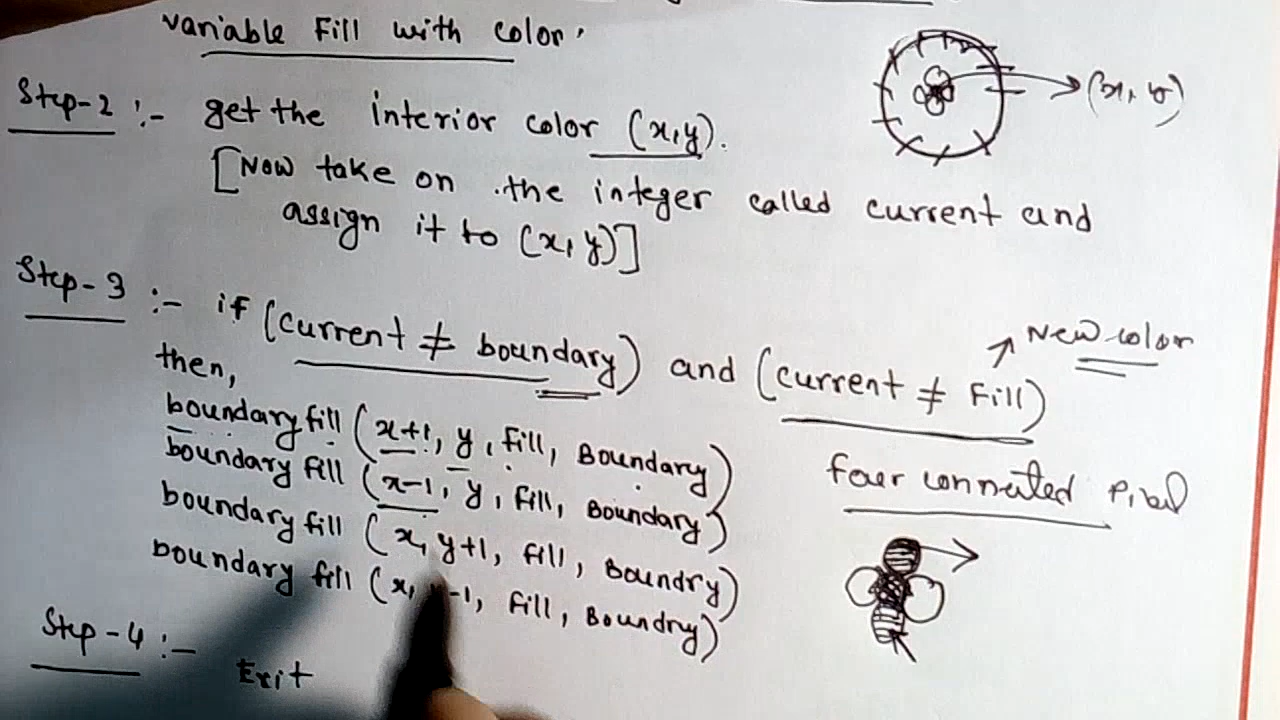 variable Fill with color.
Step-2 :- get the interior color (x,y).
(x, y)
[Now take on the integer called current and
assign it to (x, y)]
Step-3 :- if (current ≠ boundary) and (current ≠ Fill)
New color
then,
boundary fill (x+1, y, fill, Boundary)
boundary fill (x-1, y, fill, Boundary)
boundary fill (x, y+1, fill, Boundry)
boundary fill (x, -1, fill, Boundry)
four connected Pixel
Step-4 :- Exit